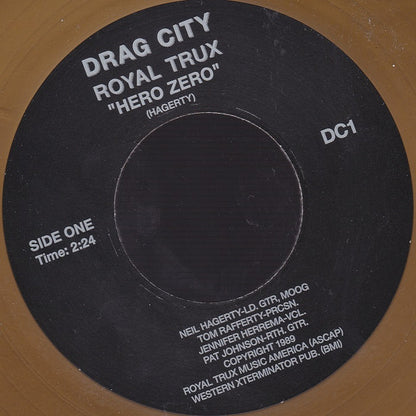 DRAG CITY
ROYAL TRUX
"HERO ZERO"
(HAGERTY)
DC1
SIDE ONE
Time: 2:24
NEIL HAGERTY-LD. GTR, MOOG
TOM RAFFERTY-PRCSN.
JENNIFER HERREMA-VCL.
PAT JOHNSON-RTH. GTR.
COPYRIGHT 1989
ROYAL TRUX MUSIC AMERICA (ASCAP)
WESTERN XTERMINATOR PUB. (BMI)